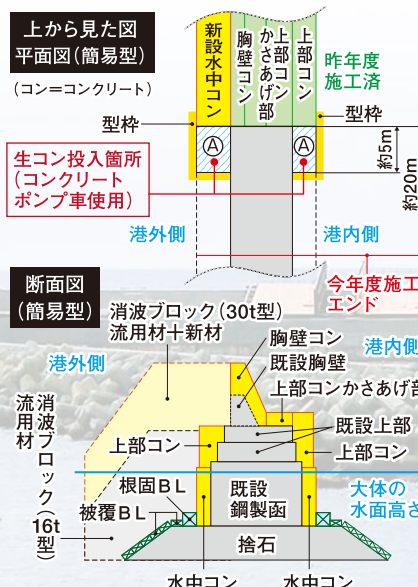 上から見た図
平面図(簡易型)
(コン=コンクリート)
新設水中コン
胸壁コン
上部コン
かさあげ部
上部コン
昨年度
施工済
型枠
型枠
Ⓐ
Ⓐ
生コン投入箇所
(コンクリート
ポンプ車使用)
約5m
約20m
港外側
港内側
今年度施工
エンド
断面図
(簡易型)
消波ブロック(30t型)
流用材+新材
胸壁コン
既設胸壁
港外側
港内側
上部コンかさあげ部
既設上部
上部コン
上部コン
消波ブロック(16t型)
流用材
根固BL
被覆BL
既設
鋼製函
大体の
水面高さ
捨石
水中コン
水中コン